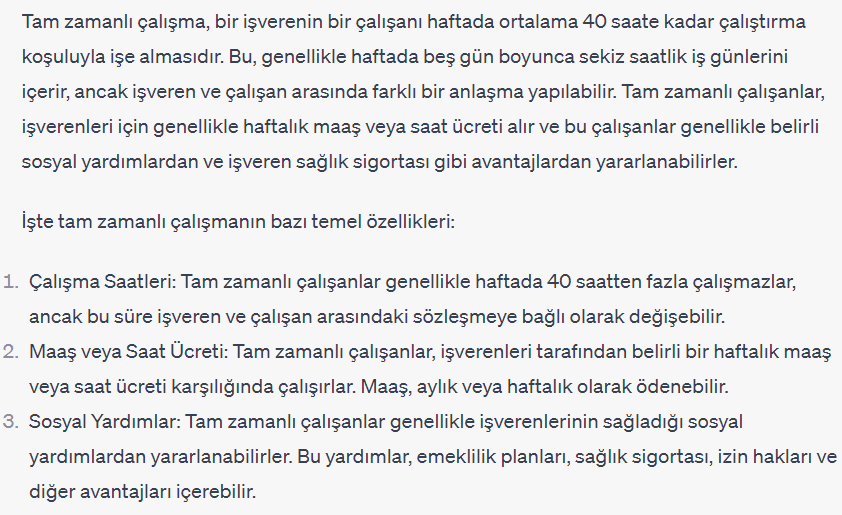 Tam zamanlı çalışma, bir işverenin bir çalışanı haftada ortalama 40 saate kadar çalıştırma
koşuluyla işe almasıdır. Bu, genellikle haftada beş gün boyunca sekiz saatlik iş günlerini
içerir, ancak işveren ve çalışan arasında farklı bir anlaşma yapılabilir. Tam zamanlı çalışanlar,
işverenleri için genellikle haftalık maaş veya saat ücreti alır ve bu çalışanlar genellikle belirli
sosyal yardımlardan ve işveren sağlık sigortası gibi avantajlardan yararlanabilirler.
İşte tam zamanlı çalışmanın bazı temel özellikleri:
1. Çalışma Saatleri: Tam zamanlı çalışanlar genellikle haftada 40 saatten fazla çalışmazlar,
ancak bu süre işveren ve çalışan arasındaki sözleşmeye bağlı olarak değişebilir.
2. Maaş veya Saat Ücreti: Tam zamanlı çalışanlar, işverenleri tarafından belirli bir haftalık maaş
veya saat ücreti karşılığında çalışırlar. Maaş, aylık veya haftalık olarak ödenebilir.
3. Sosyal Yardımlar: Tam zamanlı çalışanlar genellikle işverenlerinin sağladığı sosyal
yardımlardan yararlanabilirler. Bu yardımlar, emeklilik planları, sağlık sigortası, izin hakları ve
diğer avantajları içerebilir.